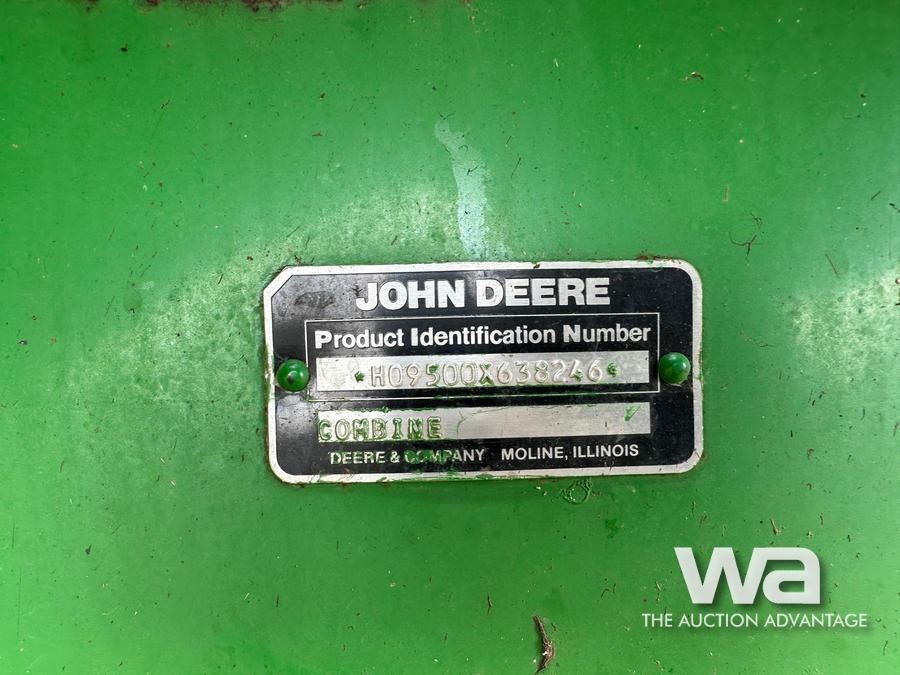 JOHN DEERE
Product Identification Number
*H09500X638246*
COMBINE
DEERE & COMPANY MOLINE, ILLINOIS
wa
THE AUCTION ADVANTAGE